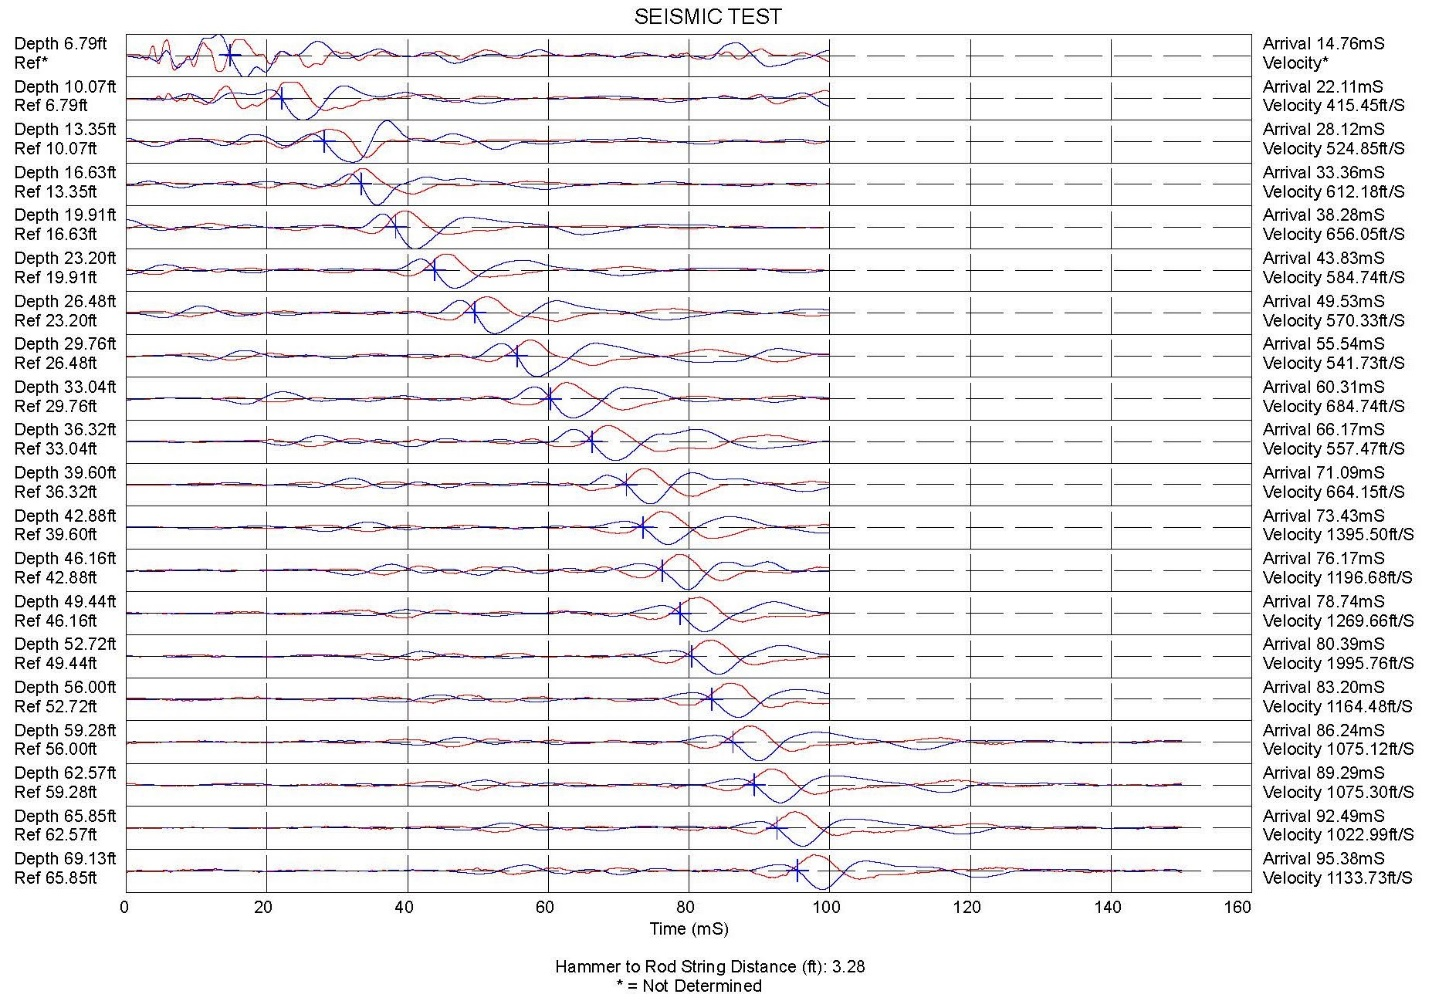 SEISMIC TEST
Depth 6.79ft
Ref*
Arrival 14.76mS
Velocity*
Depth 10.07ft
Ref 6.79ft
Arrival 22.11mS
Velocity 415.45ft/S
Depth 13.35ft
Ref 10.07ft
Arrival 28.12mS
Velocity 524.85ft/S
Depth 16.63ft
Ref 13.35ft
Arrival 33.36mS
Velocity 612.18ft/S
Depth 19.91ft
Ref 16.63ft
Arrival 38.28mS
Velocity 656.05ft/S
Depth 23.20ft
Ref 19.91ft
Arrival 43.83mS
Velocity 584.74ft/S
Depth 26.48ft
Ref 23.20ft
Arrival 49.53mS
Velocity 570.33ft/S
Depth 29.76ft
Ref 26.48ft
Arrival 55.54mS
Velocity 541.73ft/S
Depth 33.04ft
Ref 29.76ft
Arrival 60.31mS
Velocity 684.74ft/S
Depth 36.32ft
Ref 33.04ft
Arrival 66.17mS
Velocity 557.47ft/S
Depth 39.60ft
Ref 36.32ft
Arrival 71.09mS
Velocity 664.15ft/S
Depth 42.88ft
Ref 39.60ft
Arrival 73.43mS
Velocity 1395.50ft/S
Depth 46.16ft
Ref 42.88ft
Arrival 76.17mS
Velocity 1196.68ft/S
Depth 49.44ft
Ref 46.16ft
Arrival 78.74mS
Velocity 1269.66ft/S
Depth 52.72ft
Ref 49.44ft
Arrival 80.39mS
Velocity 1995.76ft/S
Depth 56.00ft
Ref 52.72ft
Arrival 83.20mS
Velocity 1164.48ft/S
Depth 59.28ft
Ref 56.00ft
Arrival 86.24mS
Velocity 1075.12ft/S
Depth 62.57ft
Ref 59.28ft
Arrival 89.29mS
Velocity 1075.30ft/S
Depth 65.85ft
Ref 62.57ft
Arrival 92.49mS
Velocity 1022.99ft/S
Depth 69.13ft
Ref 65.85ft
Arrival 95.38mS
Velocity 1133.73ft/S
0 20 40 60 80 100 120 140 160
Time (mS)
Hammer to Rod String Distance (ft): 3.28
* = Not Determined